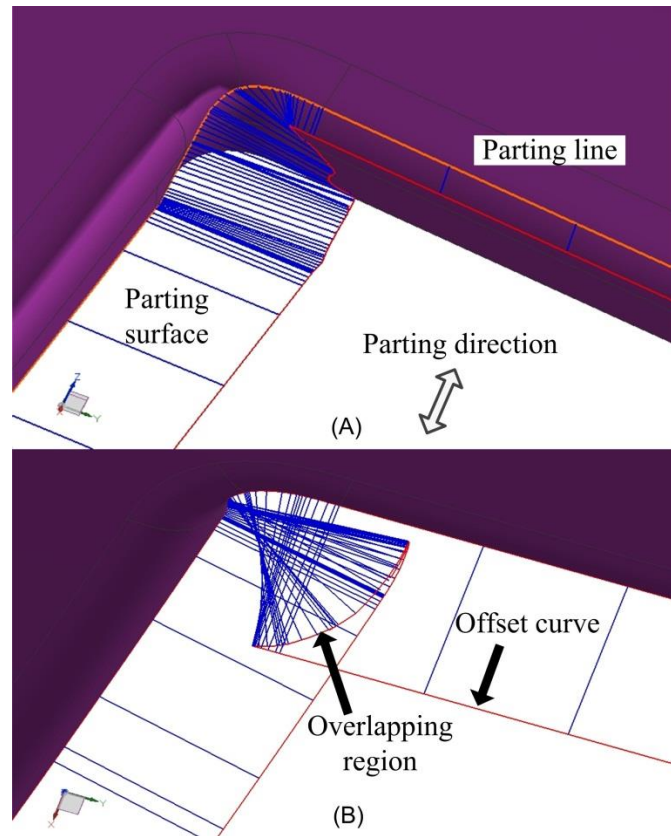 Parting line
Parting
surface
Parting direction
Z
X
Y
(A)
Offset curve
Overlapping
region
X
Y
(B)